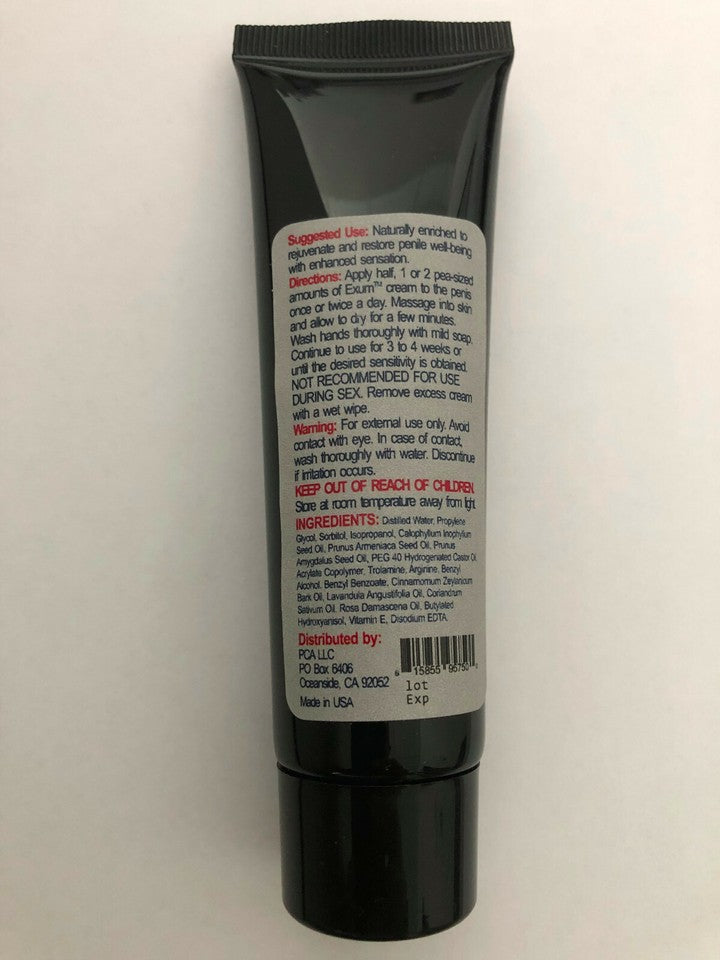 Suggested Use: Naturally enriched to
rejuvenate and restore penile well-being
with enhanced sensation.
Directions: Apply half, 1 or 2 pea-sized
amounts of Exum™ cream to the penis
once or twice a day. Massage into skin
and allow to dry for a few minutes.
Wash hands thoroughly with mild soap.
Continue to use for 3 to 4 weeks or
until the desired sensitivity is obtained.
NOT RECOMMENDED FOR USE
DURING SEX. Remove excess cream
with a wet wipe.
Warning: For external use only. Avoid
contact with eye. In case of contact,
wash thoroughly with water. Discontinue
if irritation occurs.
KEEP OUT OF REACH OF CHILDREN.
Store at room temperature away from light.
INGREDIENTS: Distilled Water, Propylene
Glycol, Sorbitol, Isopropanol, Calophyllum Inophyllum
Seed Oil, Prunus Armeniaca Seed Oil, Prunus
Amygdalus Seed Oil, PEG 40 Hydrogenated Castor Oil,
Acrylate Copolymer, Trolamine, Arginine, Benzyl
Alcohol, Benzyl Benzoate, Cinnamomum Zeylanicum
Bark Oil, Lavandula Angustifolia Oil, Coriandrum
Sativum Oil, Rosa Damascena Oil, Butylated
Hydroxyanisol, Vitamin E, Disodium EDTA.
Distributed by:
PCA LLC
PO Box 6406
Oceanside, CA 92052
Made in USA
6 15855 95750
lot
Exp